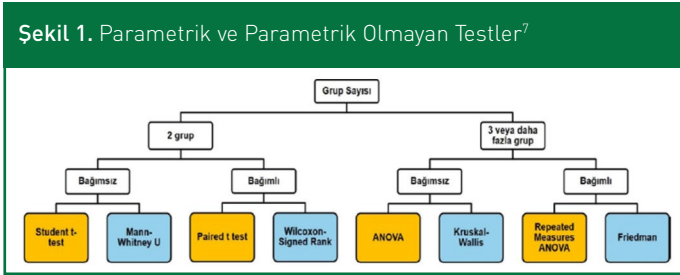 Şekil 1. Parametrik ve Parametrik Olmayan Testler⁷
Grup Sayısı
2 grup
3 veya daha
fazla grup
Bağımsız
Bağımlı
Bağımsız
Bağımlı
Student t-
test
Mann-
Whitney U
Paired t test
Wilcoxon-
Signed Rank
ANOVA
Kruskal-
Wallis
Repeated
Measures
ANOVA
Friedman